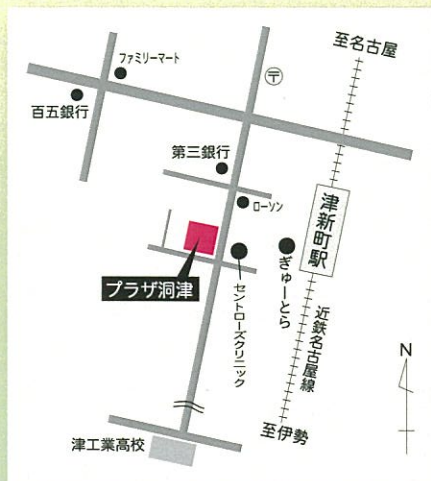 至名古屋
ファミリーマート
〒
百五銀行
第三銀行
ローソン
津新町駅
ぎゅーとら
プラザ洞津
セントローズクリニック
近鉄名古屋線
N
至伊勢
津工業高校